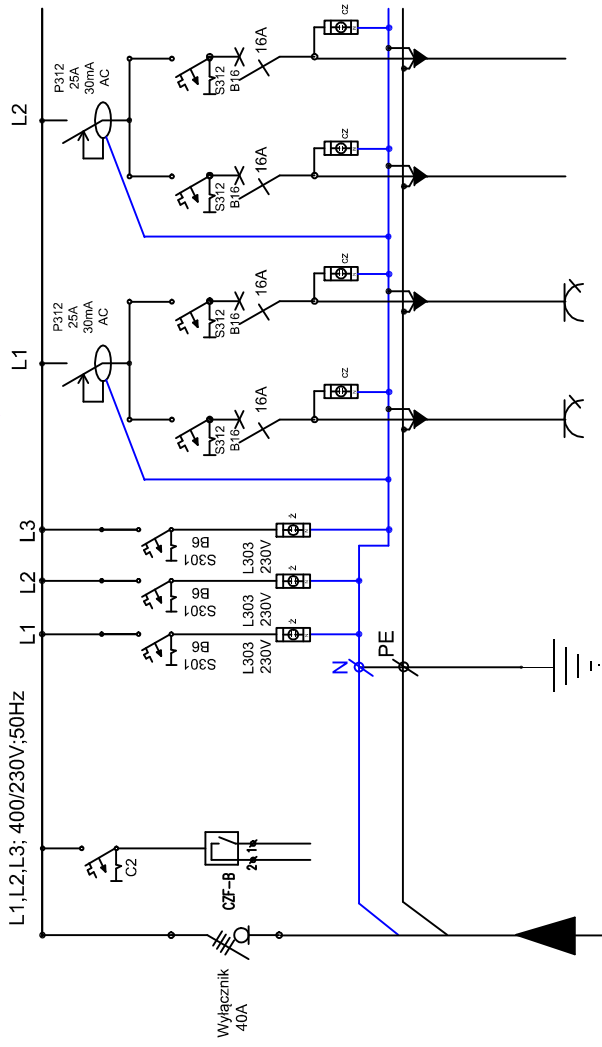 L1,L2,L3; 400/230V;50Hz
Wyłącznik
40A
C2
CZF-B
2 1
L1
B6
S301
L303
230V
ż
L2
B6
S301
L303
230V
ż
L3
B6
S301
L303
230V
ż
N
PE
L1
P312
25A
30mA
AC
S312
B16
16A
cz
S312
B16
16A
cz
L2
P312
25A
30mA
AC
S312
B16
16A
cz
S312
B16
16A
cz